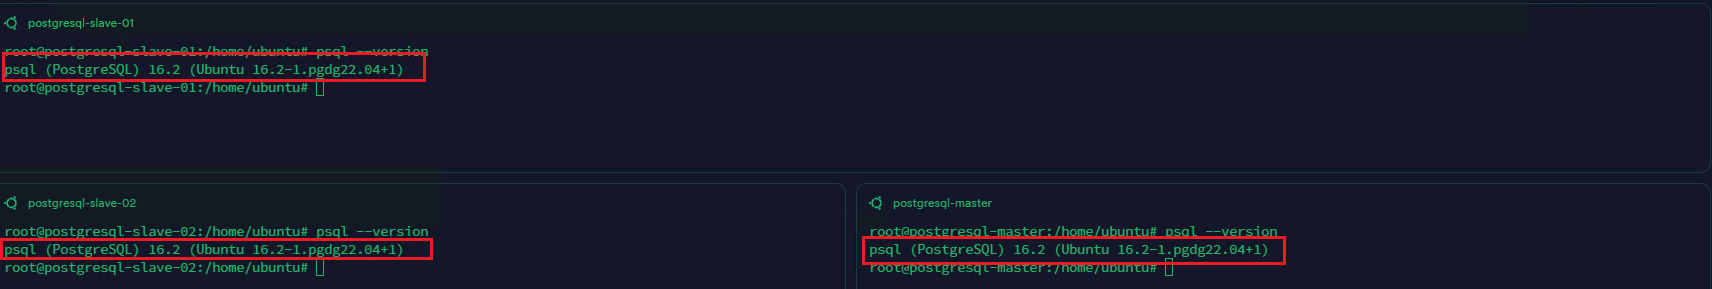 postgresql-slave-01
root@postgresql-slave-01:/home/ubuntu# psql --version
psql (PostgreSQL) 16.2 (Ubuntu 16.2-1.pgdg22.04+1)
root@postgresql-slave-01:/home/ubuntu#
postgresql-slave-02
root@postgresql-slave-02:/home/ubuntu# psql --version
psql (PostgreSQL) 16.2 (Ubuntu 16.2-1.pgdg22.04+1)
root@postgresql-slave-02:/home/ubuntu#
postgresql-master
root@postgresql-master:/home/ubuntu# psql --version
psql (PostgreSQL) 16.2 (Ubuntu 16.2-1.pgdg22.04+1)
root@postgresql-master:/home/ubuntu#